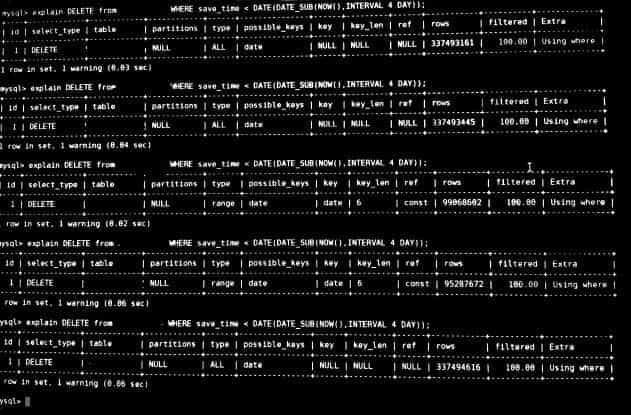 mysql> explain DELETE from WHERE save_time < DATE(DATE_SUB(NOW(),INTERVAL 4 DAY));
| id | select_type | table | partitions | type | possible_keys | key | key_len | ref | rows | filtered | Extra
| 1 | DELETE | NULL | ALL | date | NULL | NULL | NULL | 337493161 | 100.00 | Using where |
1 row in set, 1 warning (0.03 sec)
mysql> explain DELETE from WHERE save_time < DATE(DATE_SUB(NOW(),INTERVAL 4 DAY));
| id | select_type | table | partitions | type | possible_keys | key | key_len | ref | rows | filtered | Extra
| 1 | DELETE | NULL | ALL | date | NULL | NULL | NULL | 337493445 | 100.00 | Using where |
1 row in set, 1 warning (0.04 sec)
mysql> explain DELETE from WHERE save_time < DATE(DATE_SUB(NOW(),INTERVAL 4 DAY));
id | select_type | table | partitions | type | possible_keys | key | key_len | ref | rows | filtered | Extra
1 | DELETE | NULL | range | date | date | 6 | const | 99068602 | 100.00 | Using where |
row in set, 1 warning (0.02 sec)
ysql> explain DELETE from WHERE save_time < DATE(DATE_SUB(NOW(),INTERVAL 4 DAY));
id | select_type | table | partitions | type | possible_keys | key | key_len | ref | rows | filtered | Extra
1 | DELETE | NULL | range | date | date | 6 | const | 95287672 | 100.00 | Using where |
row in set, 1 warning (0.06 sec)
ysql> explain DELETE from WHERE save_time < DATE(DATE_SUB(NOW(),INTERVAL 4 DAY));
id | select_type | table | partitions | type | possible_keys | key | key_len | ref | rows | filtered | Extra
1 | DELETE | NULL | ALL | date | NULL | NULL | NULL | 337494616 | 100.00 | Using where |
row in set, 1 warning (0.06 sec)
ysql>